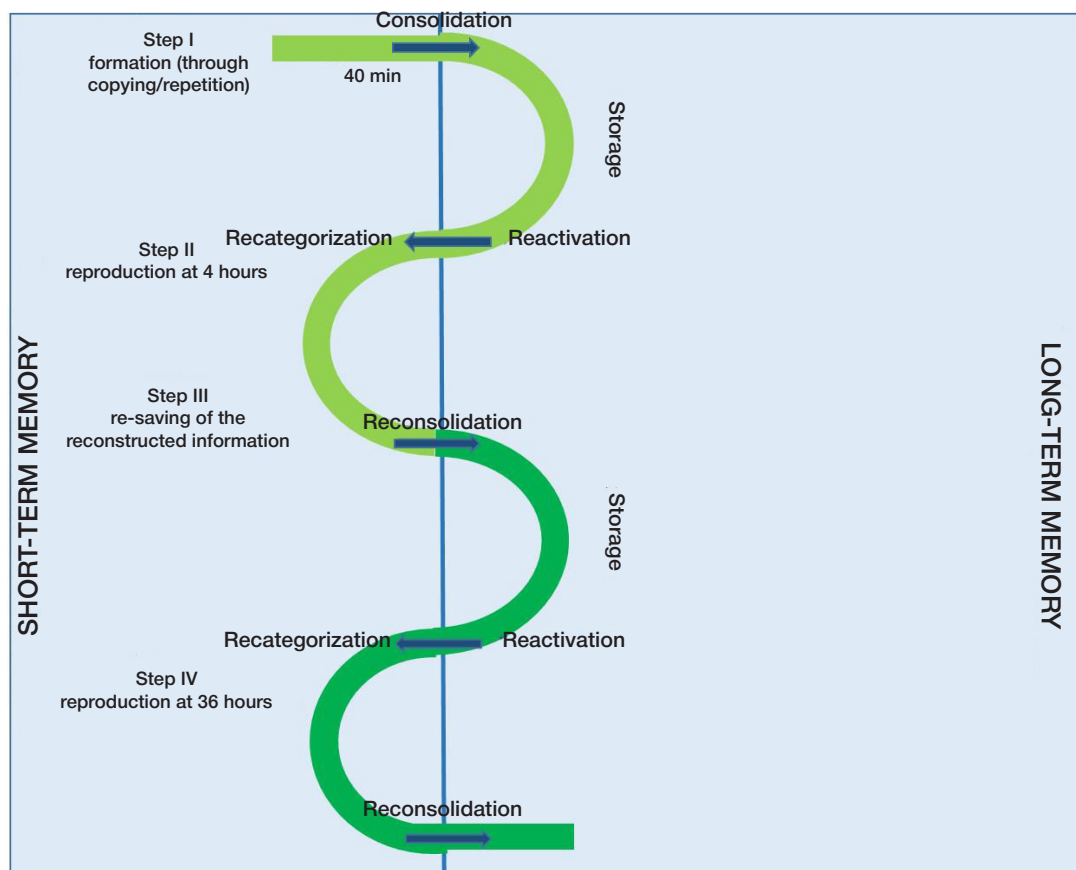 Consolidation
Step I
formation (through
copying/repetition)
40 min
Storage
Recategorization
Reactivation
Step II
reproduction at 4 hours
SHORT-TERM MEMORY
LONG-TERM MEMORY
Step III
re-saving of the
reconstructed information
Reconsolidation
Storage
Recategorization
Reactivation
Step IV
reproduction at 36 hours
Reconsolidation